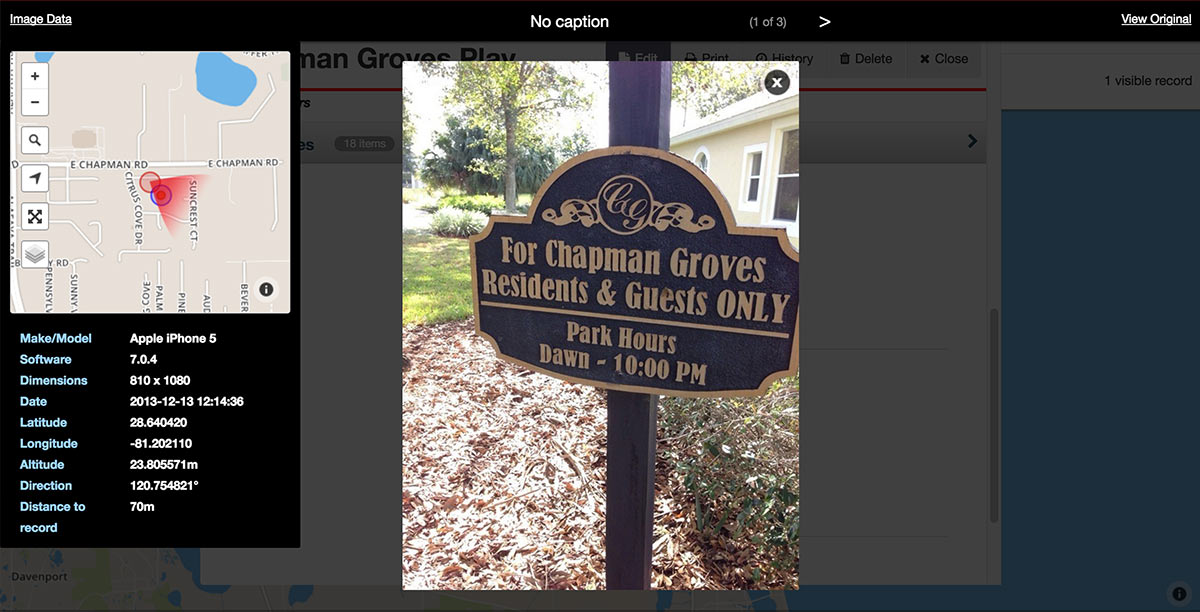 Image Data
No caption
(1 of 3)
>
View Original
man Groves Play
Edit
Print
History
Delete
Close
1 visible record
18 items
+
−
E CHAPMAN RD
E CHAPMAN RD
CITRUS COVE DR
SUNCREST CT
PENNSYLV
SUNNY
PALM
PINE
AUD
BEVER
Make/Model Apple iPhone 5
Software 7.0.4
Dimensions 810 x 1080
Date 2013-12-13 12:14:36
Latitude 28.640420
Longitude -81.202110
Altitude 23.805571m
Direction 120.754821°
Distance to record 70m
Davenport
CG
For Chapman Groves
Residents & Guests ONLY
Park Hours
Dawn - 10:00 PM